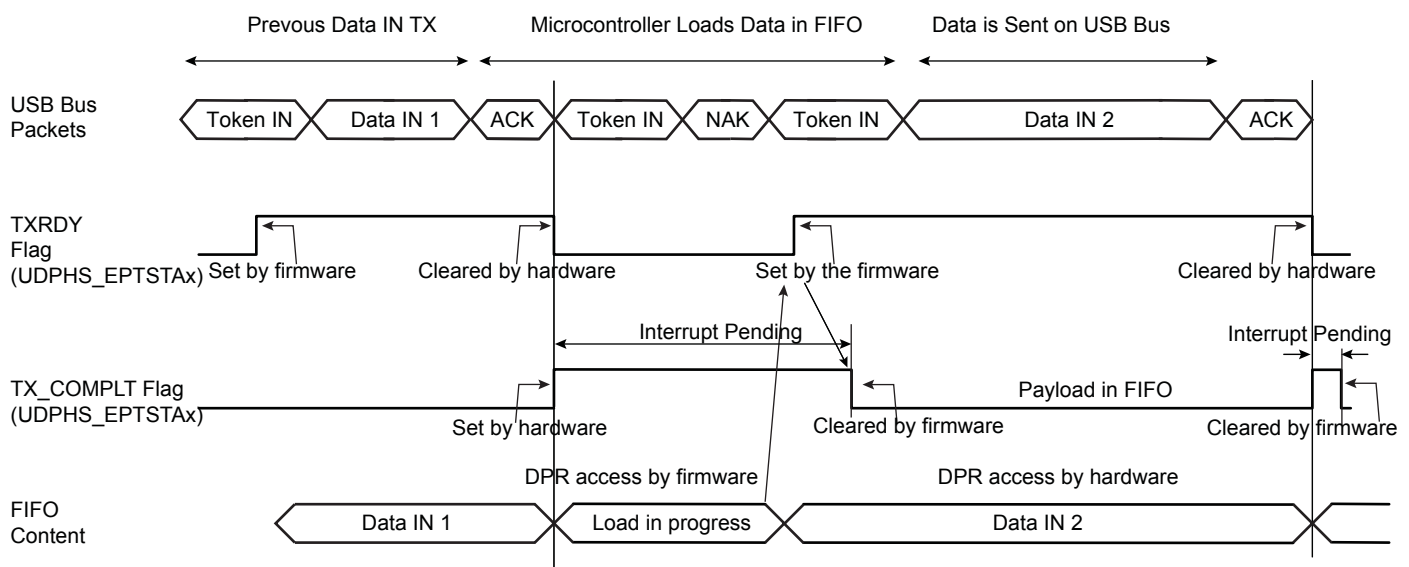 Prevous Data IN TX
Microcontroller Loads Data in FIFO
Data is Sent on USB Bus
USB Bus
Packets
Token IN
Data IN 1
ACK
Token IN
NAK
Token IN
Data IN 2
ACK
TXRDY
Flag
(UDPHS_EPTSTAx)
Set by firmware
Cleared by hardware
Set by the firmware
Cleared by hardware
Interrupt Pending
Interrupt Pending
TX_COMPLT Flag
(UDPHS_EPTSTAx)
Payload in FIFO
Set by hardware
Cleared by firmware
Cleared by firmware
DPR access by firmware
DPR access by hardware
FIFO
Content
Data IN 1
Load in progress
Data IN 2